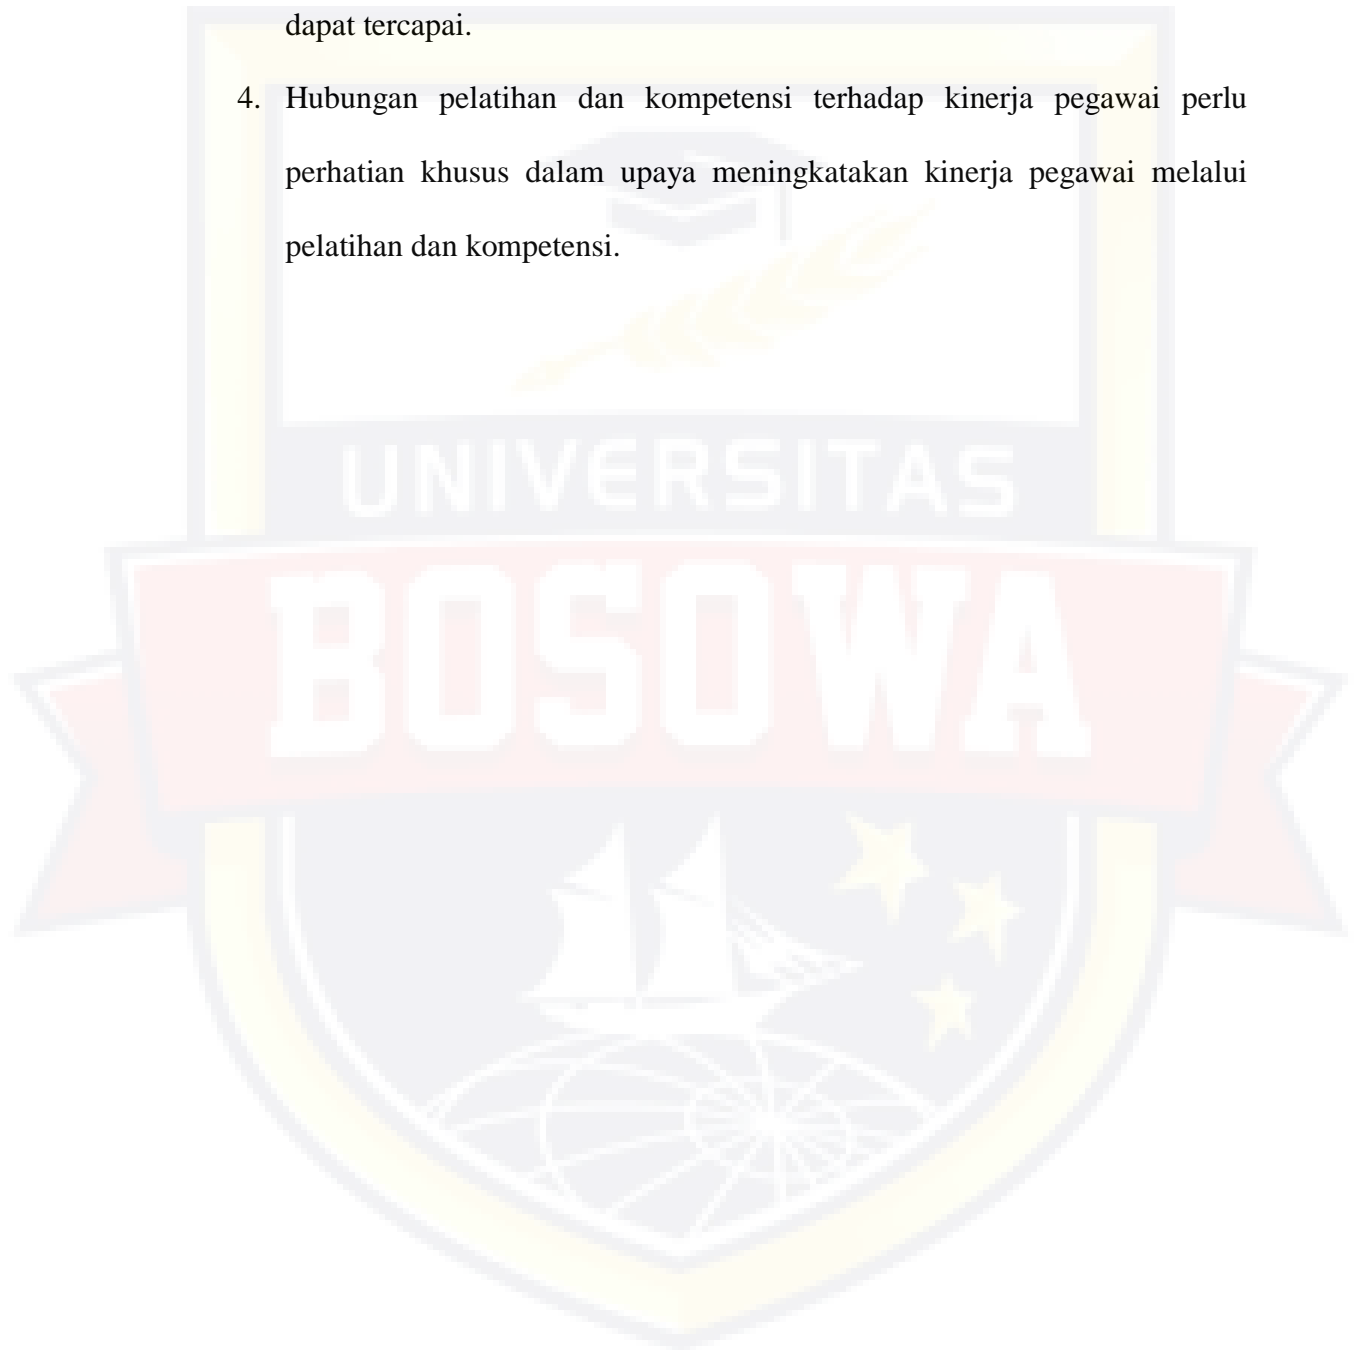 dapat tercapai.
4. Hubungan pelatihan dan kompetensi terhadap kinerja pegawai perlu
perhatian khusus dalam upaya meningkatakan kinerja pegawai melalui
pelatihan dan kompetensi.
UNIVERSITAS
BOSOWA